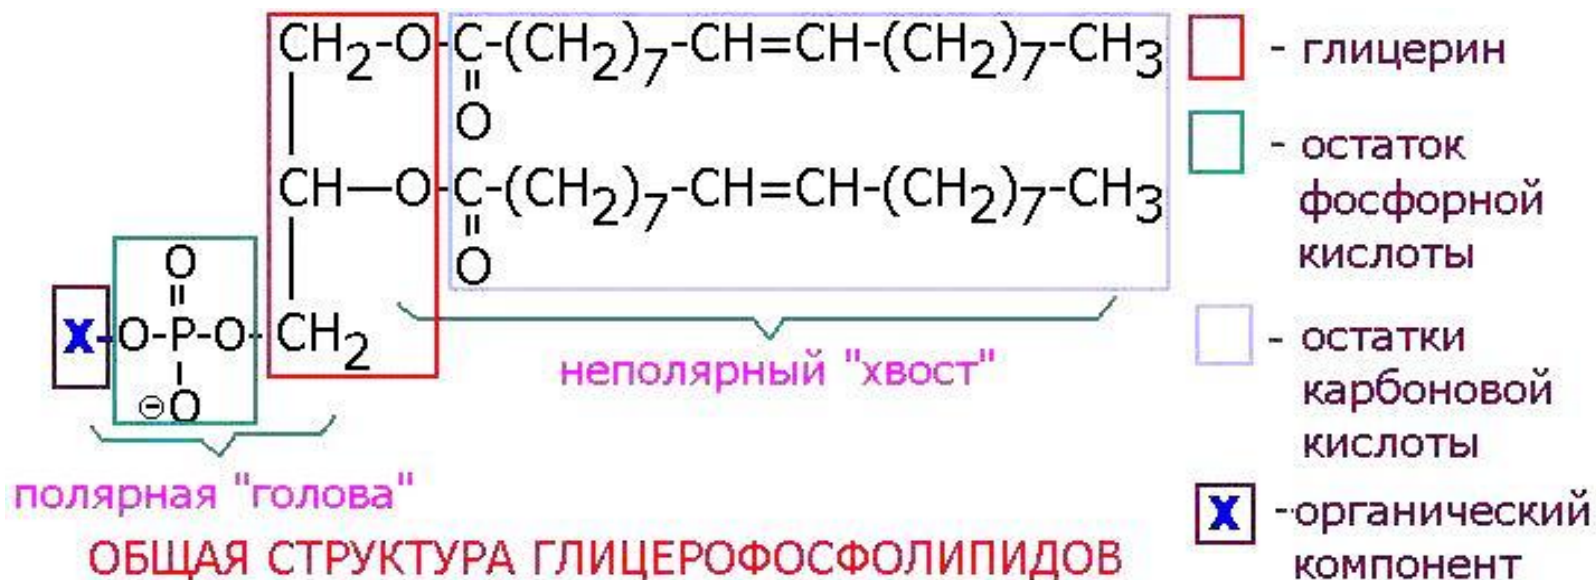 CH2-O-C-(CH2)7-CH=CH-(CH2)7-CH3
O
CH—O-C-(CH2)7-CH=CH-(CH2)7-CH3
O
O
X-O-P-O-CH2
⊖O
неполярный "хвост"
полярная "голова"
ОБЩАЯ СТРУКТУРА ГЛИЦЕРОФОСФОЛИПИДОВ
- глицерин
- остаток
фосфорной
кислоты
- остатки
карбоновой
кислоты
X - органический
компонент